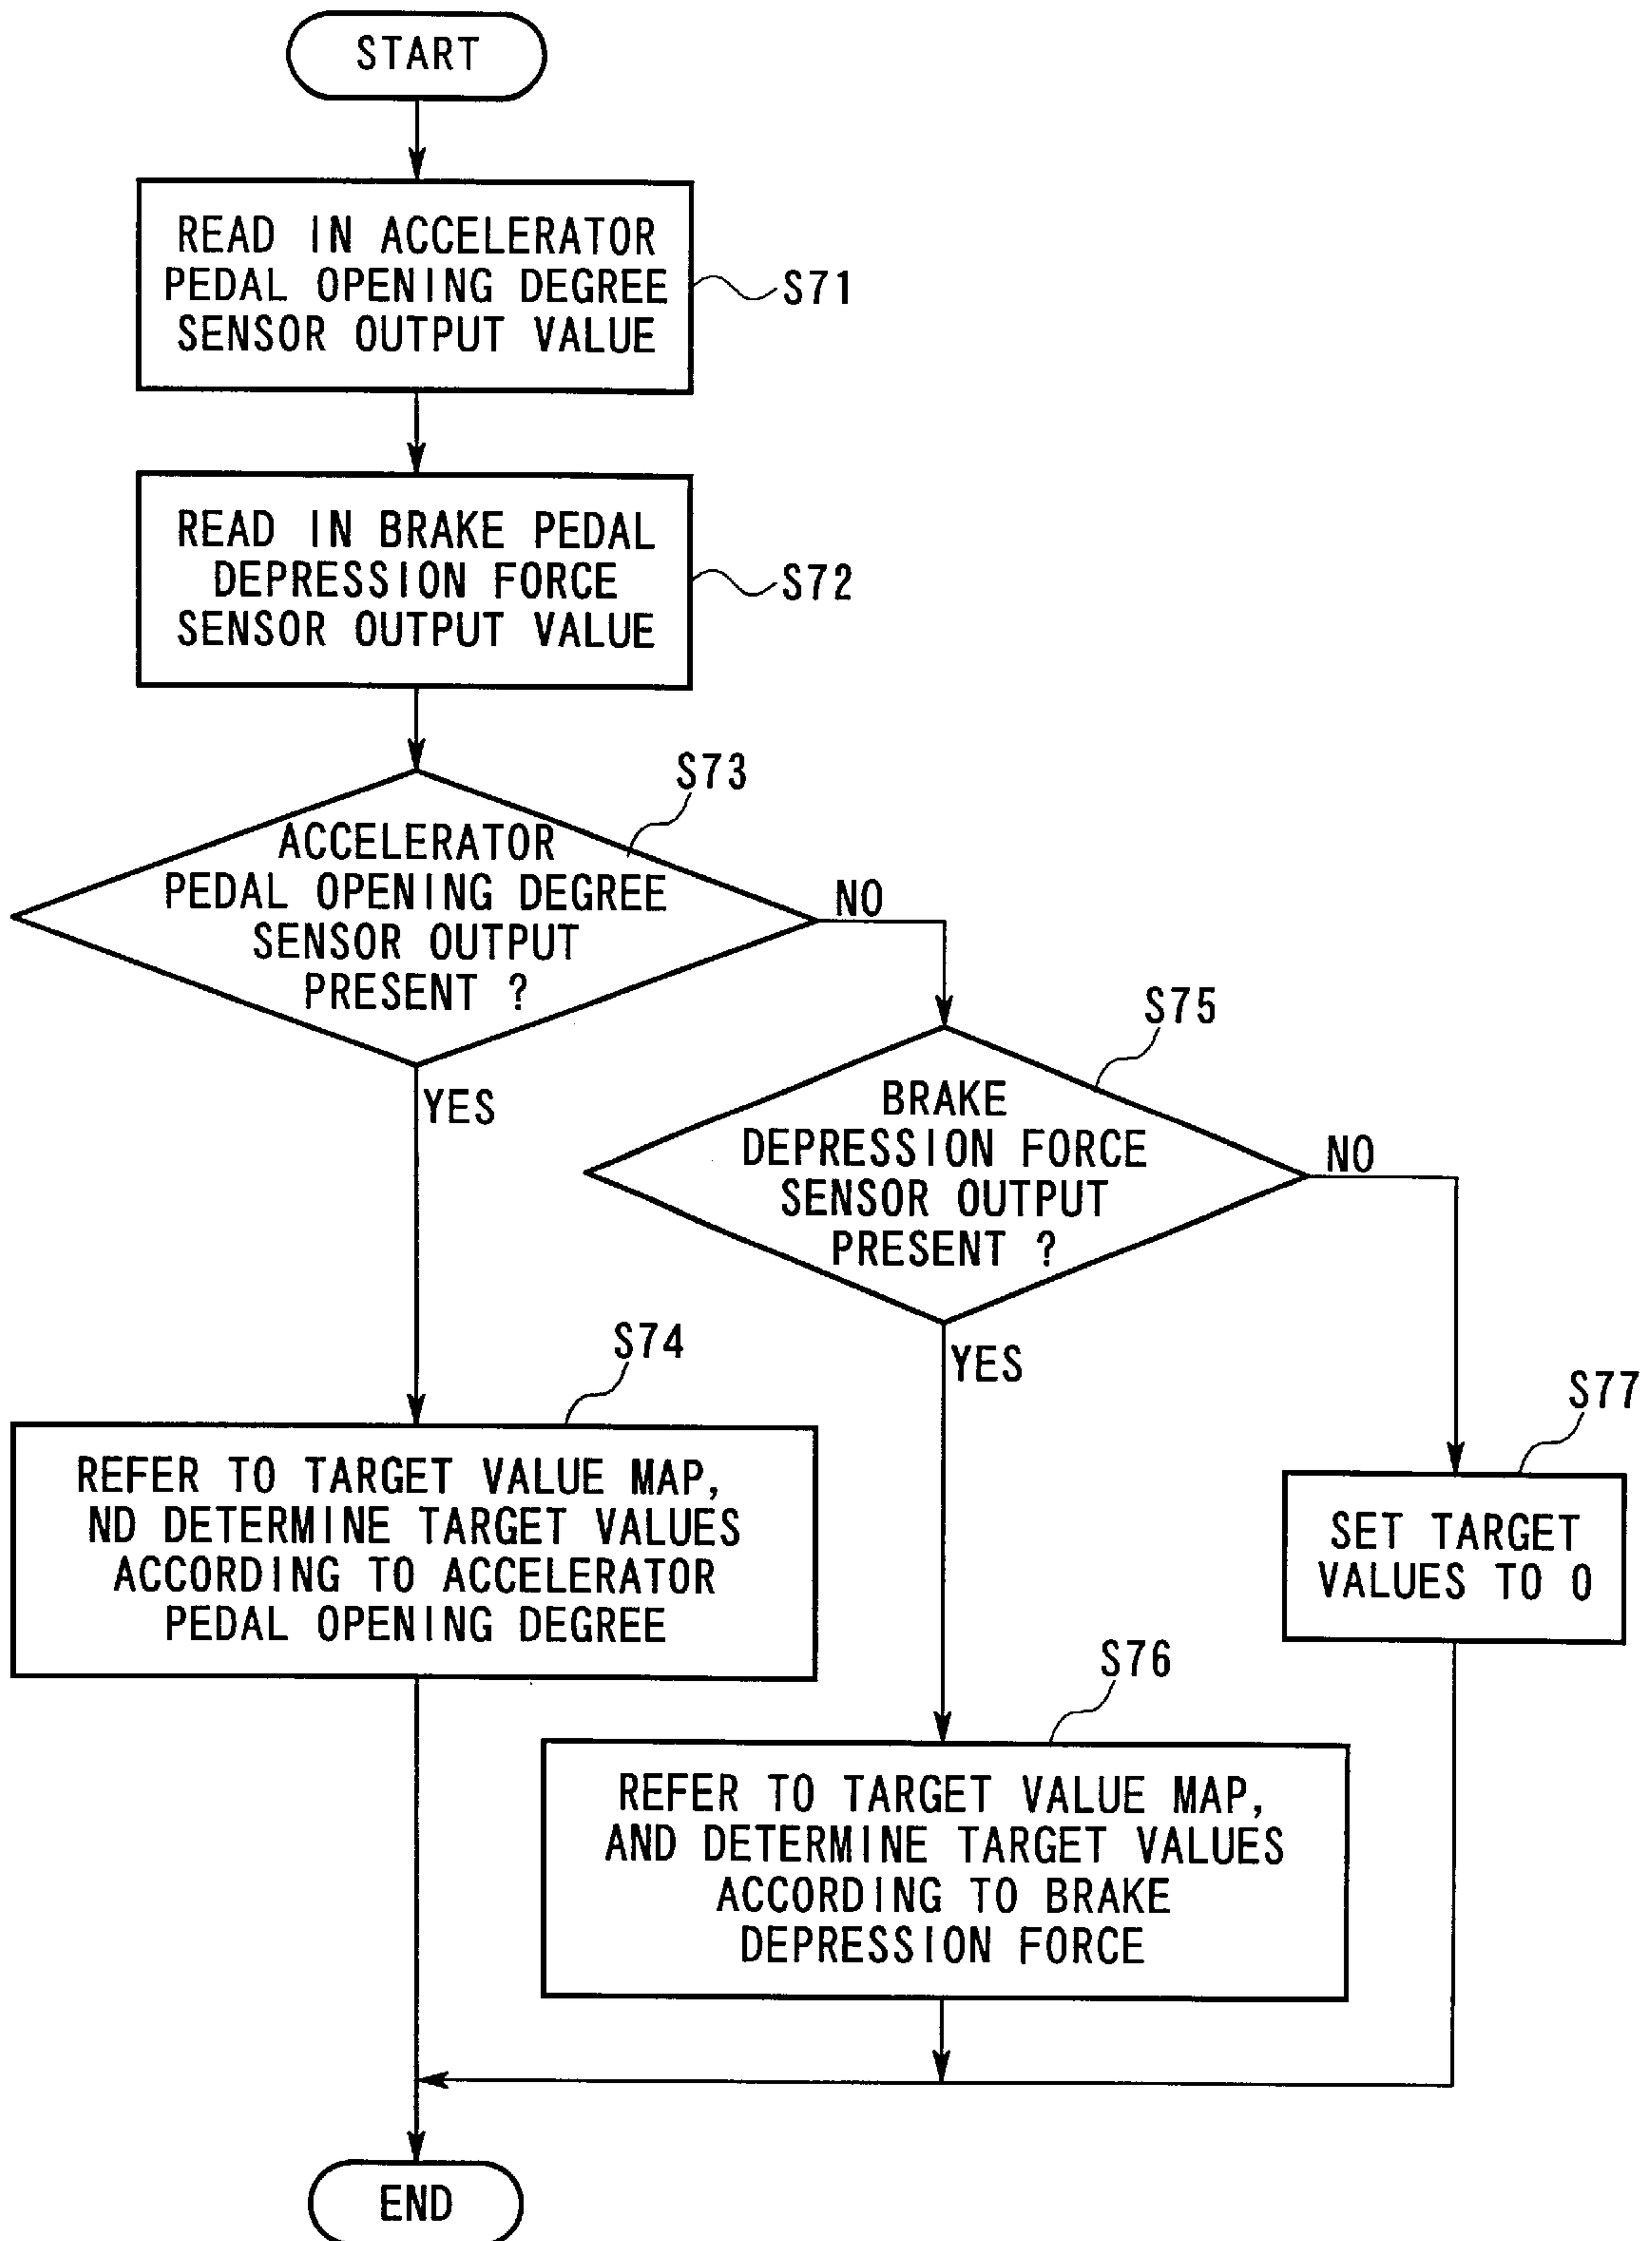 START
READ IN ACCELERATOR
PEDAL OPENING DEGREE
SENSOR OUTPUT VALUE
S71
READ IN BRAKE PEDAL
DEPRESSION FORCE
SENSOR OUTPUT VALUE
S72
S73
ACCELERATOR
PEDAL OPENING DEGREE
SENSOR OUTPUT
PRESENT ?
NO
YES
S75
BRAKE
DEPRESSION FORCE
SENSOR OUTPUT
PRESENT ?
NO
YES
S74
REFER TO TARGET VALUE MAP,
ND DETERMINE TARGET VALUES
ACCORDING TO ACCELERATOR
PEDAL OPENING DEGREE
S77
SET TARGET
VALUES TO 0
S76
REFER TO TARGET VALUE MAP,
AND DETERMINE TARGET VALUES
ACCORDING TO BRAKE
DEPRESSION FORCE
END